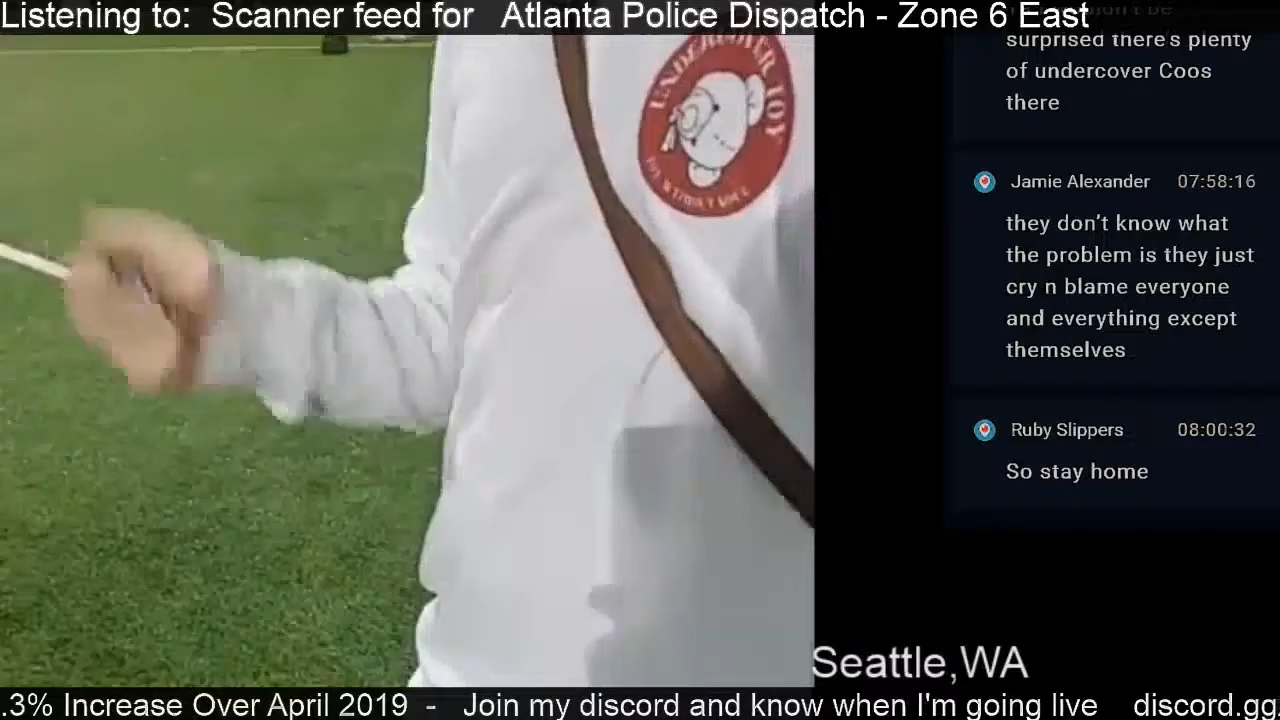 Listening to:  Scanner feed for   Atlanta Police Dispatch - Zone 6 East
surprised there's plenty
of undercover Coos
there
Jamie Alexander 07:58:16
they don't know what
the problem is they just
cry n blame everyone
and everything except
themselves
Ruby Slippers 08:00:32
So stay home
UNDERCOVER TOY
Seattle,WA
.3% Increase Over April 2019  -   Join my discord and know when I'm going live    discord.gg